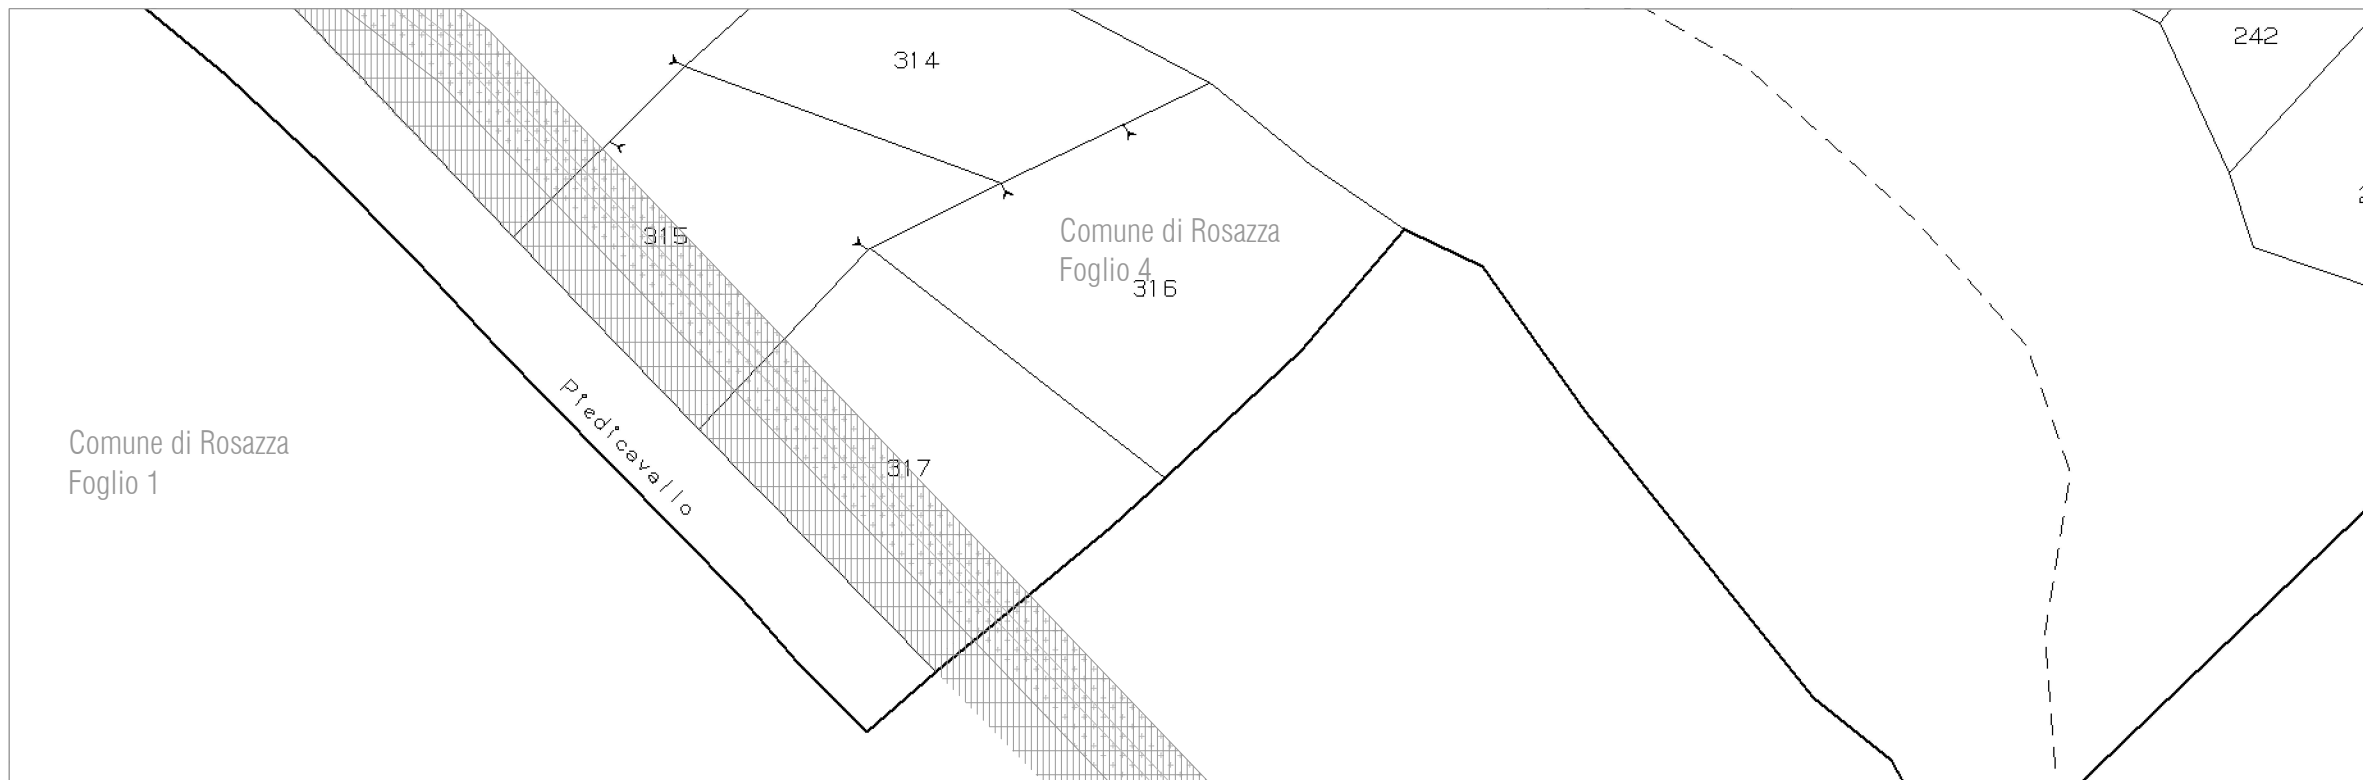 242
314
315
Comune di Rosazza
Foglio 4
316
Piedicavallo
Comune di Rosazza
Foglio 1
317